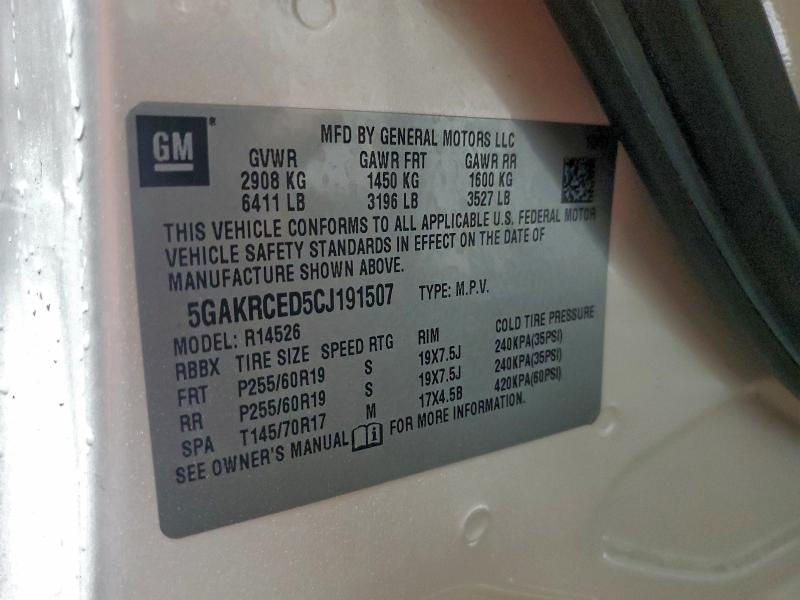 GM ®
MFD BY GENERAL MOTORS LLC
GVWR GAWR FRT GAWR RR
2908 KG 1450 KG 1600 KG
6411 LB 3196 LB 3527 LB
THIS VEHICLE CONFORMS TO ALL APPLICABLE U.S. FEDERAL MOTOR
VEHICLE SAFETY STANDARDS IN EFFECT ON THE DATE OF
MANUFACTURE SHOWN ABOVE.
5GAKRCED5CJ191507 TYPE: M.P.V.
MODEL: R14526
RBBX TIRE SIZE SPEED RTG RIM COLD TIRE PRESSURE
FRT P255/60R19 S 19X7.5J 240KPA(35PSI)
RR P255/60R19 S 19X7.5J 240KPA(35PSI)
SPA T145/70R17 M 17X4.5B 420KPA(60PSI)
SEE OWNER'S MANUAL FOR MORE INFORMATION.